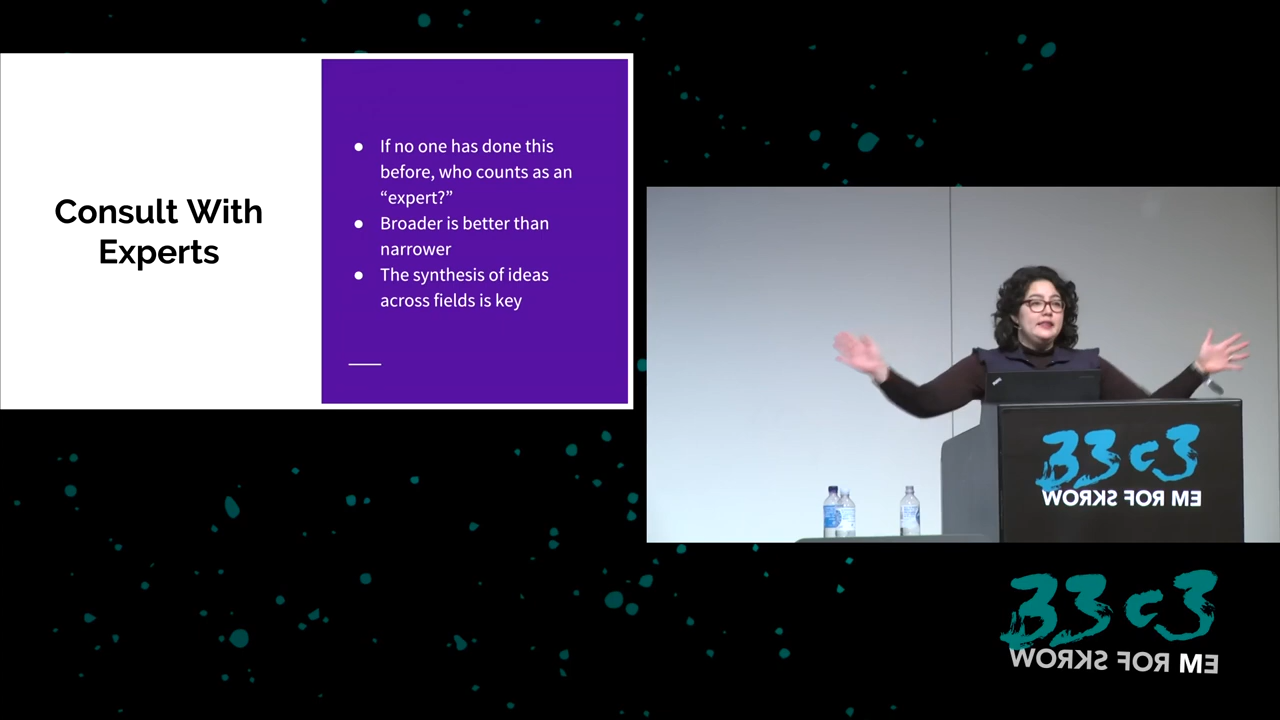 Consult With
Experts
● If no one has done this
before, who counts as an
“expert?”
● Broader is better than
narrower
● The synthesis of ideas
across fields is key
33c3
WORKS FOR ME
33c3
WORKS FOR ME